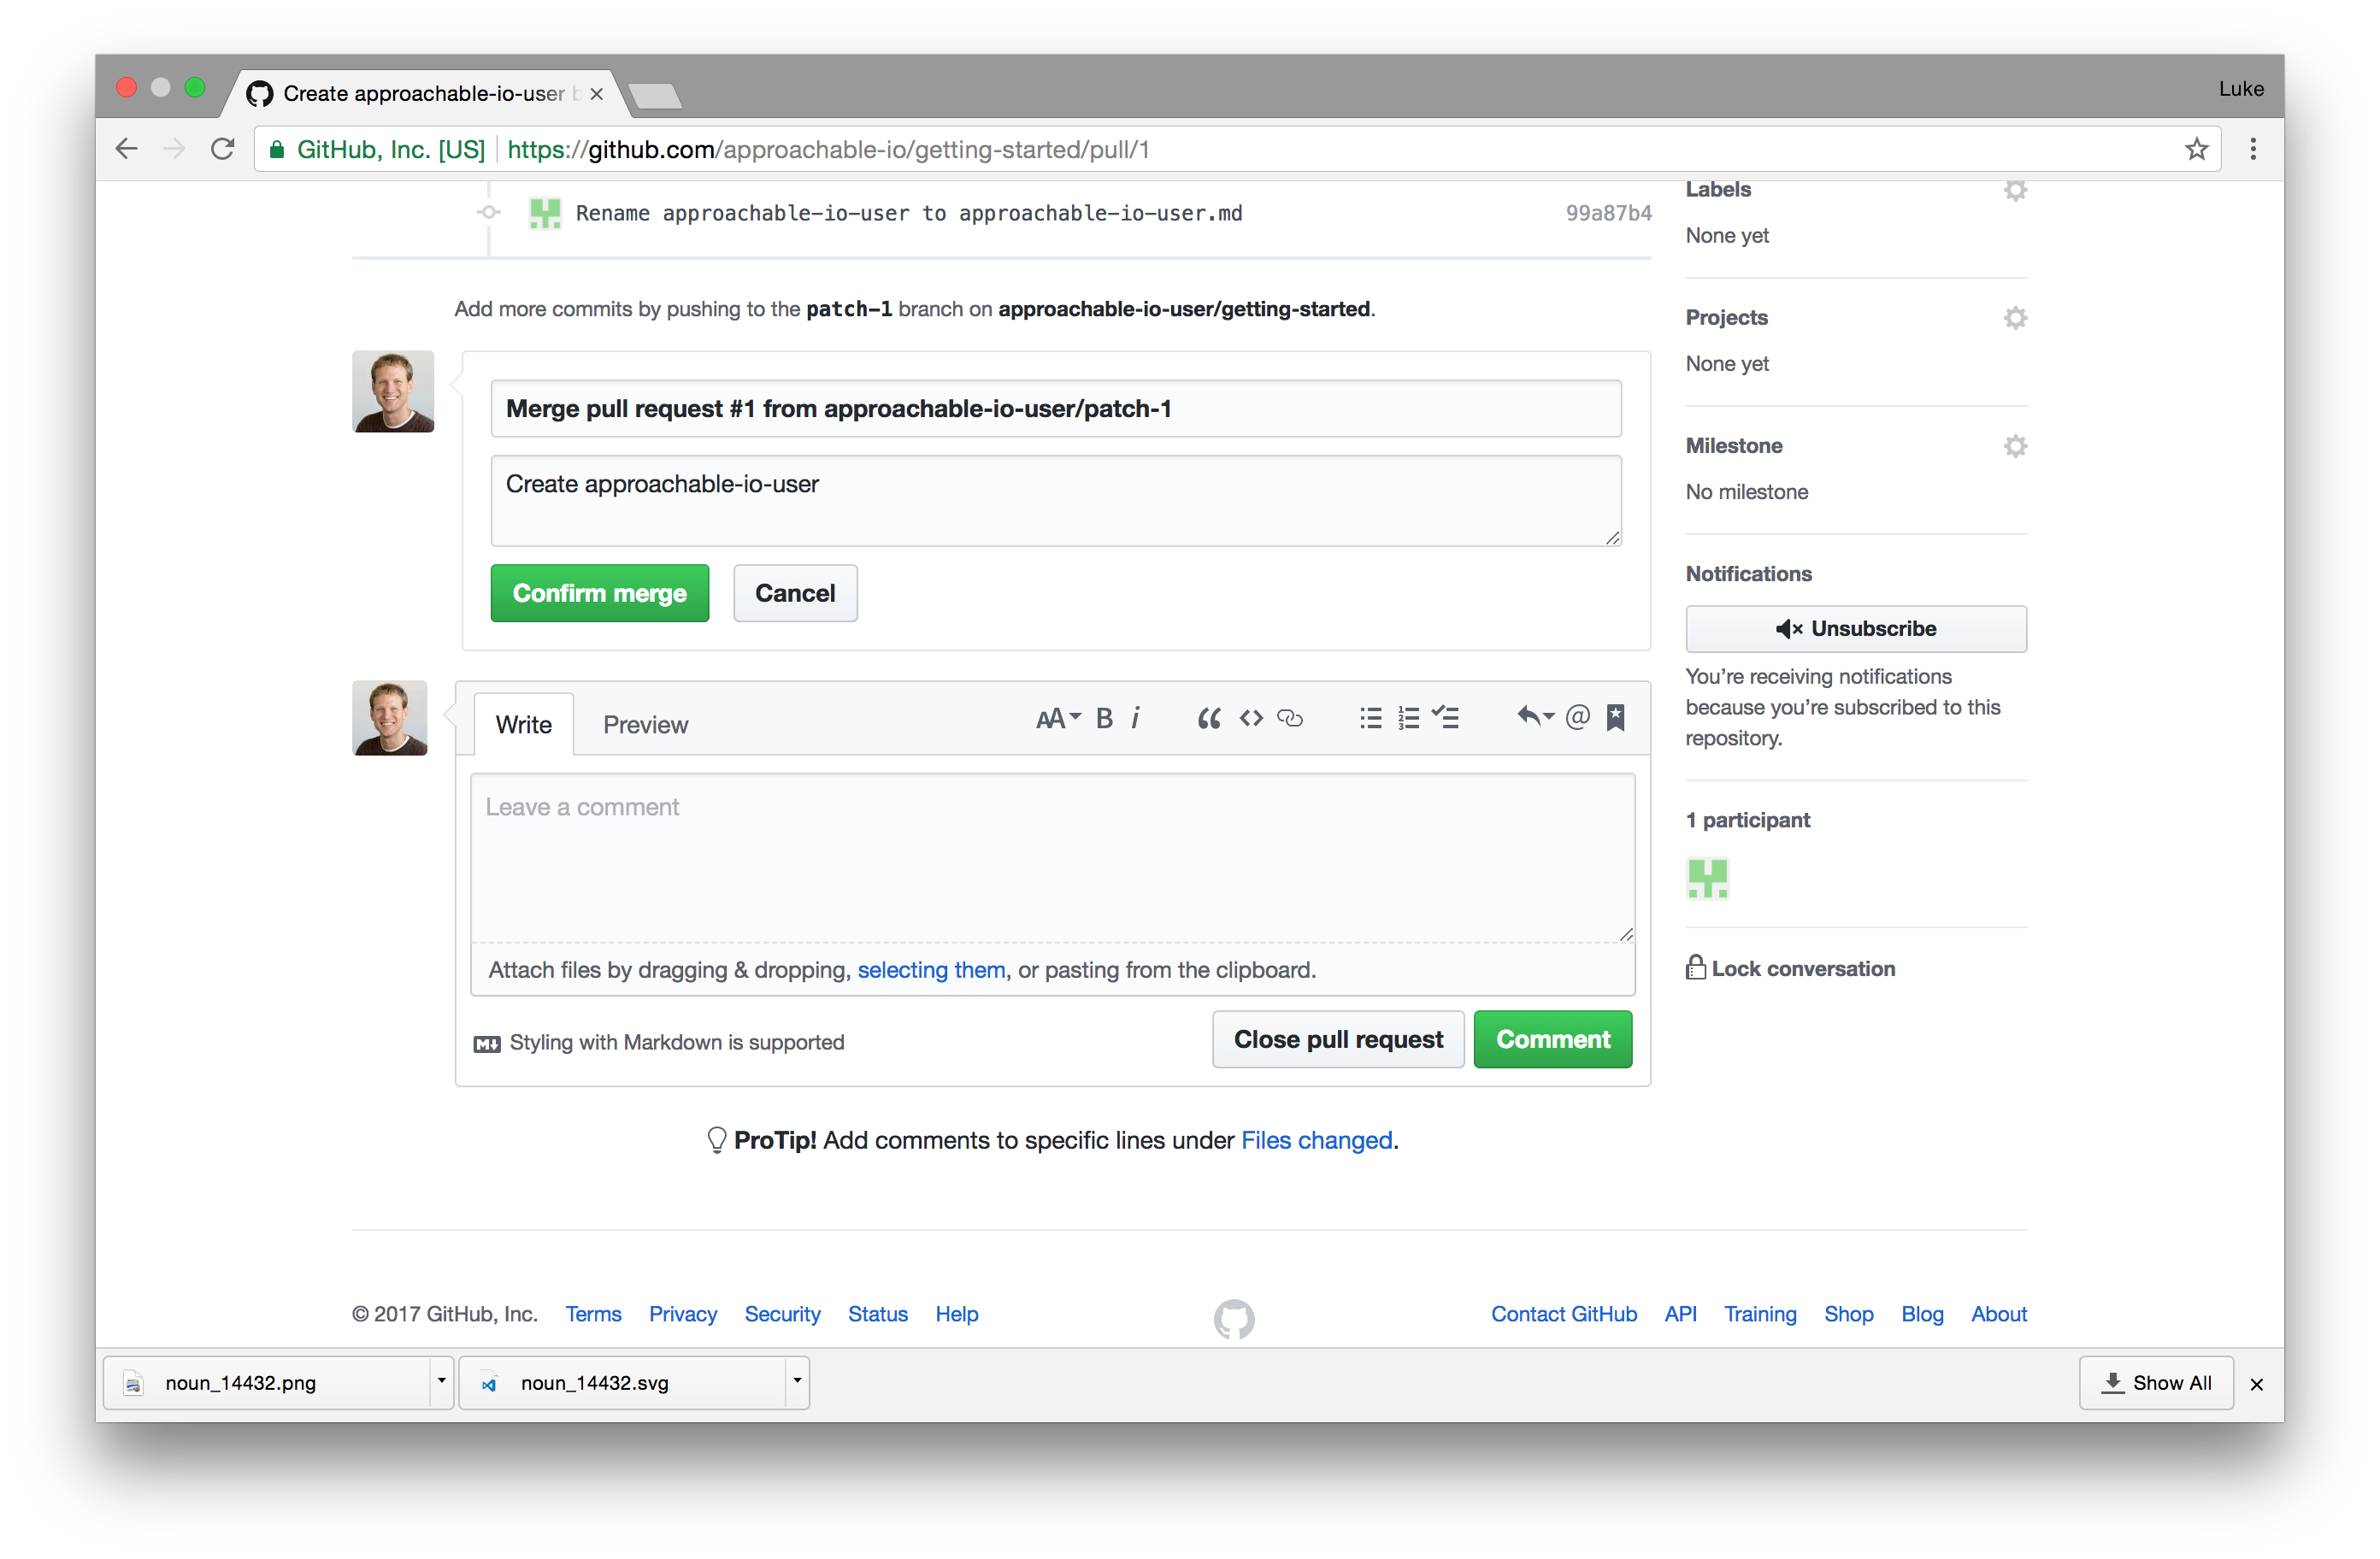 Create approachable-io-user b
Luke
GitHub, Inc. [US] https://github.com/approachable-io/getting-started/pull/1
Rename approachable-io-user to approachable-io-user.md 99a87b4
Add more commits by pushing to the patch-1 branch on approachable-io-user/getting-started.
Merge pull request #1 from approachable-io-user/patch-1
Create approachable-io-user
Confirm merge Cancel
Write Preview
AA B i
Leave a comment
Attach files by dragging & dropping, selecting them, or pasting from the clipboard.
Styling with Markdown is supported
Close pull request Comment
ProTip! Add comments to specific lines under Files changed.
Labels
None yet
Projects
None yet
Milestone
No milestone
Notifications
Unsubscribe
You’re receiving notifications
because you’re subscribed to this
repository.
1 participant
Lock conversation
© 2017 GitHub, Inc. Terms Privacy Security Status Help
Contact GitHub API Training Shop Blog About
noun_14432.png noun_14432.svg Show All